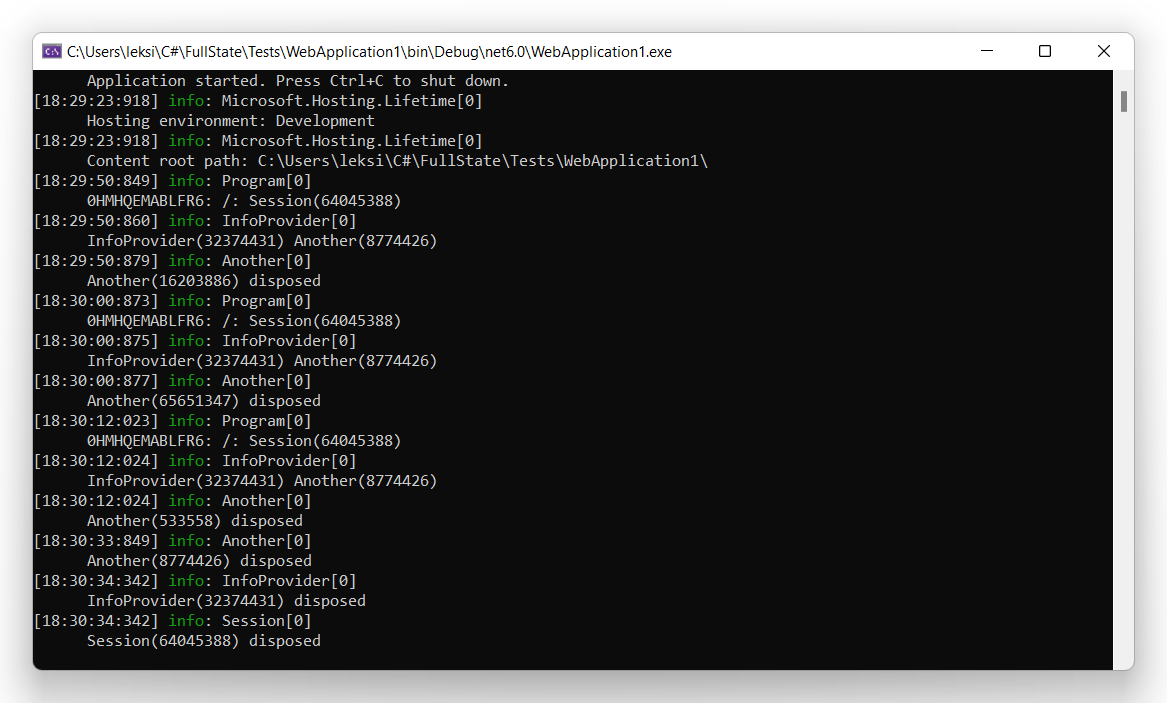 C:\Users\leksi\C#\FullState\Tests\WebApplication1\bin\Debug\net6.0\WebApplication1.exe
Application started. Press Ctrl+C to shut down.
[18:29:23:918] info: Microsoft.Hosting.Lifetime[0]
Hosting environment: Development
[18:29:23:918] info: Microsoft.Hosting.Lifetime[0]
Content root path: C:\Users\leksi\C#\FullState\Tests\WebApplication1\
[18:29:50:849] info: Program[0]
0HMHQEMABLFR6: /: Session(64045388)
[18:29:50:860] info: InfoProvider[0]
InfoProvider(32374431) Another(8774426)
[18:29:50:879] info: Another[0]
Another(16203886) disposed
[18:30:00:873] info: Program[0]
0HMHQEMABLFR6: /: Session(64045388)
[18:30:00:875] info: InfoProvider[0]
InfoProvider(32374431) Another(8774426)
[18:30:00:877] info: Another[0]
Another(65651347) disposed
[18:30:12:023] info: Program[0]
0HMHQEMABLFR6: /: Session(64045388)
[18:30:12:024] info: InfoProvider[0]
InfoProvider(32374431) Another(8774426)
[18:30:12:024] info: Another[0]
Another(533558) disposed
[18:30:33:849] info: Another[0]
Another(8774426) disposed
[18:30:34:342] info: InfoProvider[0]
InfoProvider(32374431) disposed
[18:30:34:342] info: Session[0]
Session(64045388) disposed